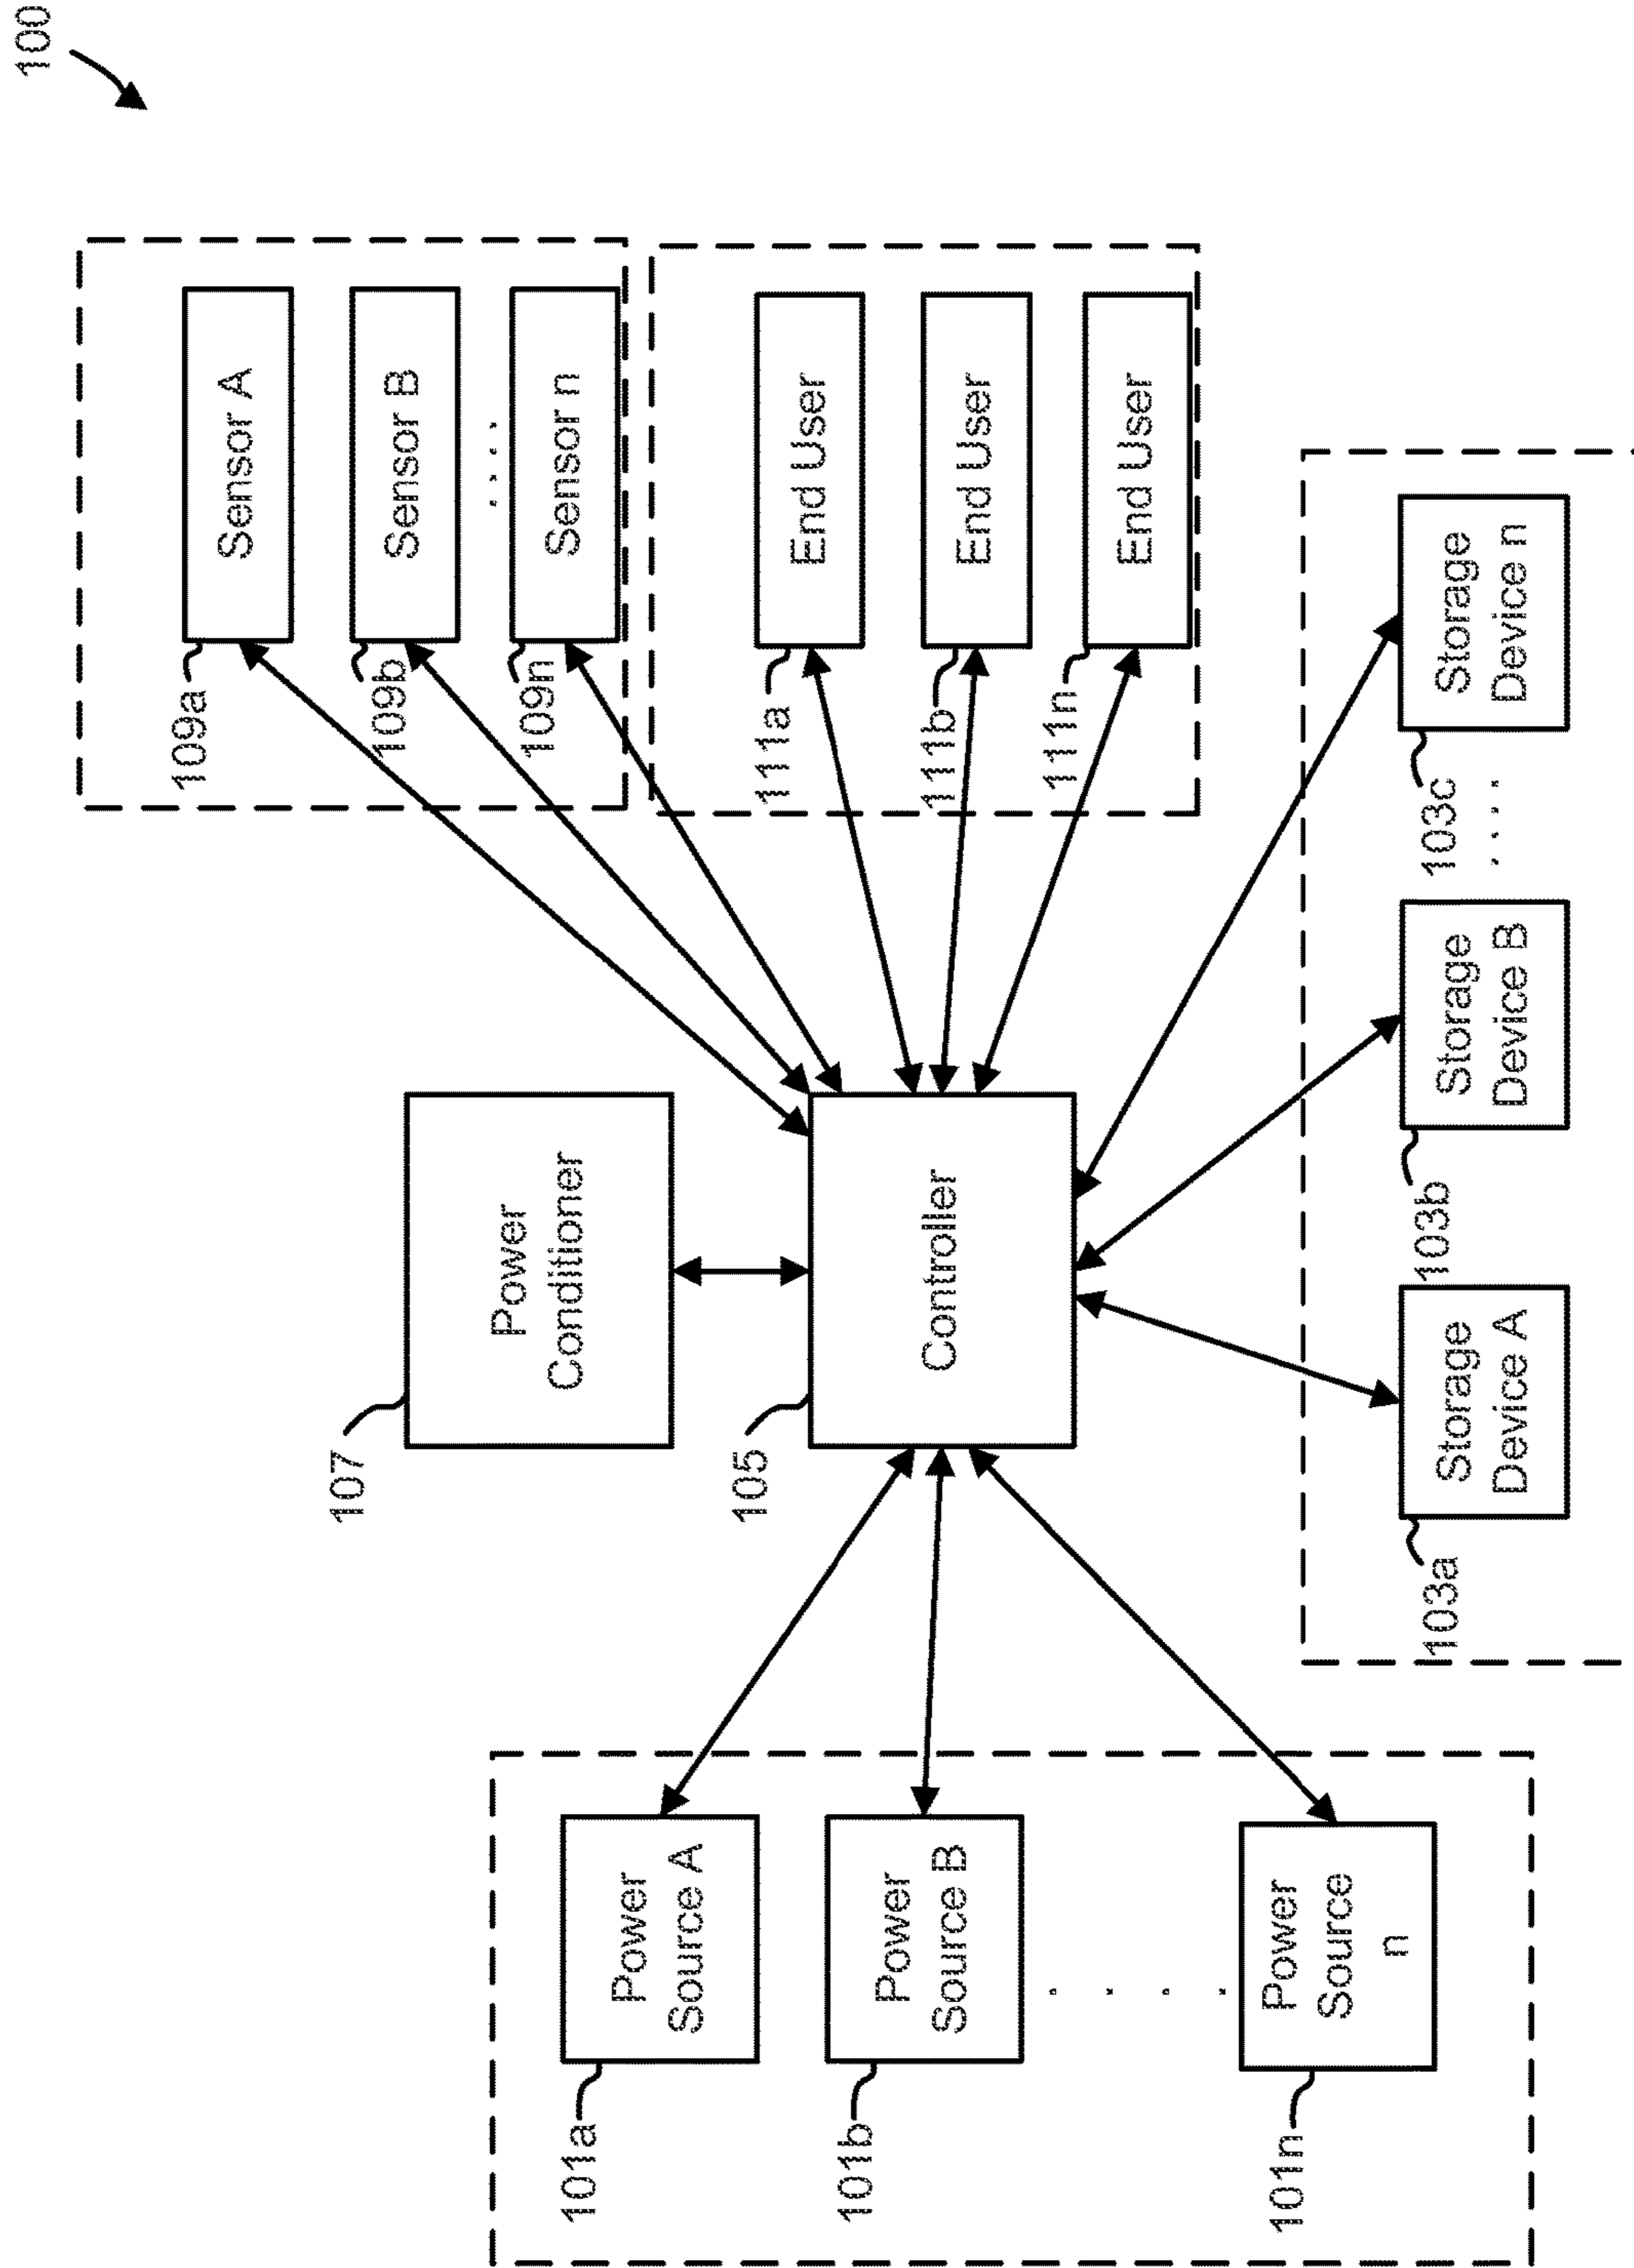 100
109a
Sensor A
109b
Sensor B
. . . .
109n
Sensor n
107
Power
Conditioner
111a
End User
111b
End User
111n
End User
105
Controller
101a
Power
Source A
101b
Power
Source B
. . . .
101n
Power
Source
n
103a
Storage
Device A
103b
Storage
Device B
103c
. . . .
Storage
Device n